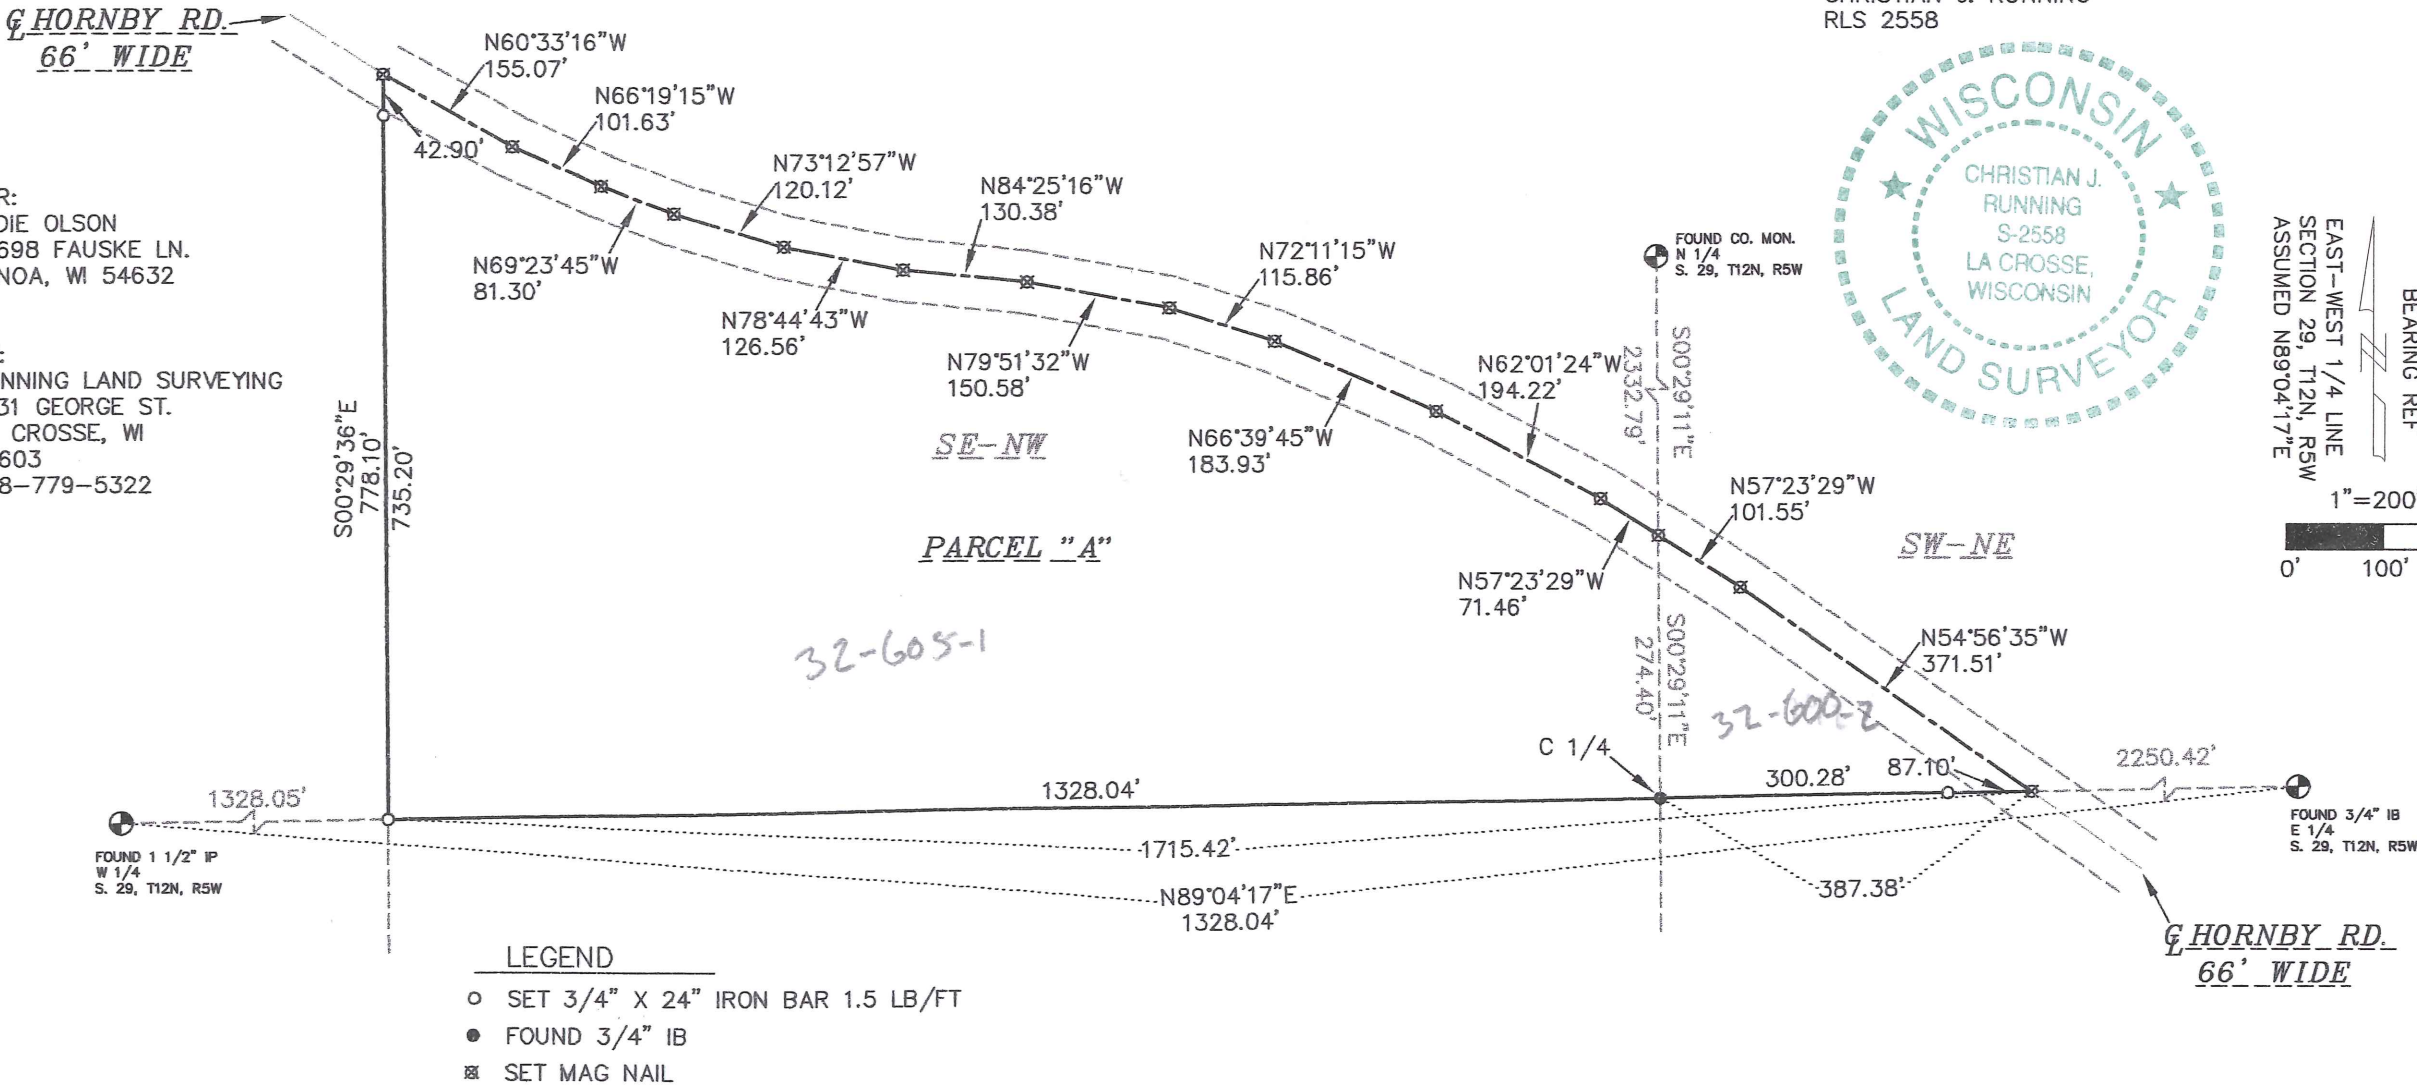 ℄ HORNBY RD.
66' WIDE
RLS 2558
N60°33'16"W
155.07'
N66°19'15"W
101.63'
42.90'
N73°12'57"W
120.12'
N84°25'16"W
130.38'
N69°23'45"W
81.30'
N78°44'43"W
126.56'
N79°51'32"W
150.58'
N72°11'15"W
115.86'
N66°39'45"W
183.93'
N62°01'24"W
194.22'
N57°23'29"W
101.55'
N57°23'29"W
71.46'
N54°56'35"W
371.51'
R:
DIE OLSON
698 FAUSKE LN.
NOA, WI 54632
:
NNING LAND SURVEYING
31 GEORGE ST.
CROSSE, WI
603
8-779-5322
S00°29'36"E
778.10'
735.20'
SE-NW
PARCEL "A"
32-605-1
FOUND CO. MON.
N 1/4
S. 29, T12N, R5W
S00°29'11"E
2332.79'
S00°29'11"E
274.40'
SW-NE
32-600-2
WISCONSIN
CHRISTIAN J.
RUNNING
S-2558
LA CROSSE,
WISCONSIN
LAND SURVEYOR
BEARING REF
EAST-WEST 1/4 LINE
SECTION 29, T12N, R5W
ASSUMED N89°04'17"E
1"=200
0' 100'
C 1/4
1328.05'
1328.04'
300.28'
87.10'
2250.42'
FOUND 1 1/2" IP
W 1/4
S. 29, T12N, R5W
FOUND 3/4" IB
E 1/4
S. 29, T12N, R5W
1715.42'
N89°04'17"E
1328.04'
387.38'
℄ HORNBY RD.
66' WIDE
LEGEND
SET 3/4" X 24" IRON BAR 1.5 LB/FT
FOUND 3/4" IB
SET MAG NAIL